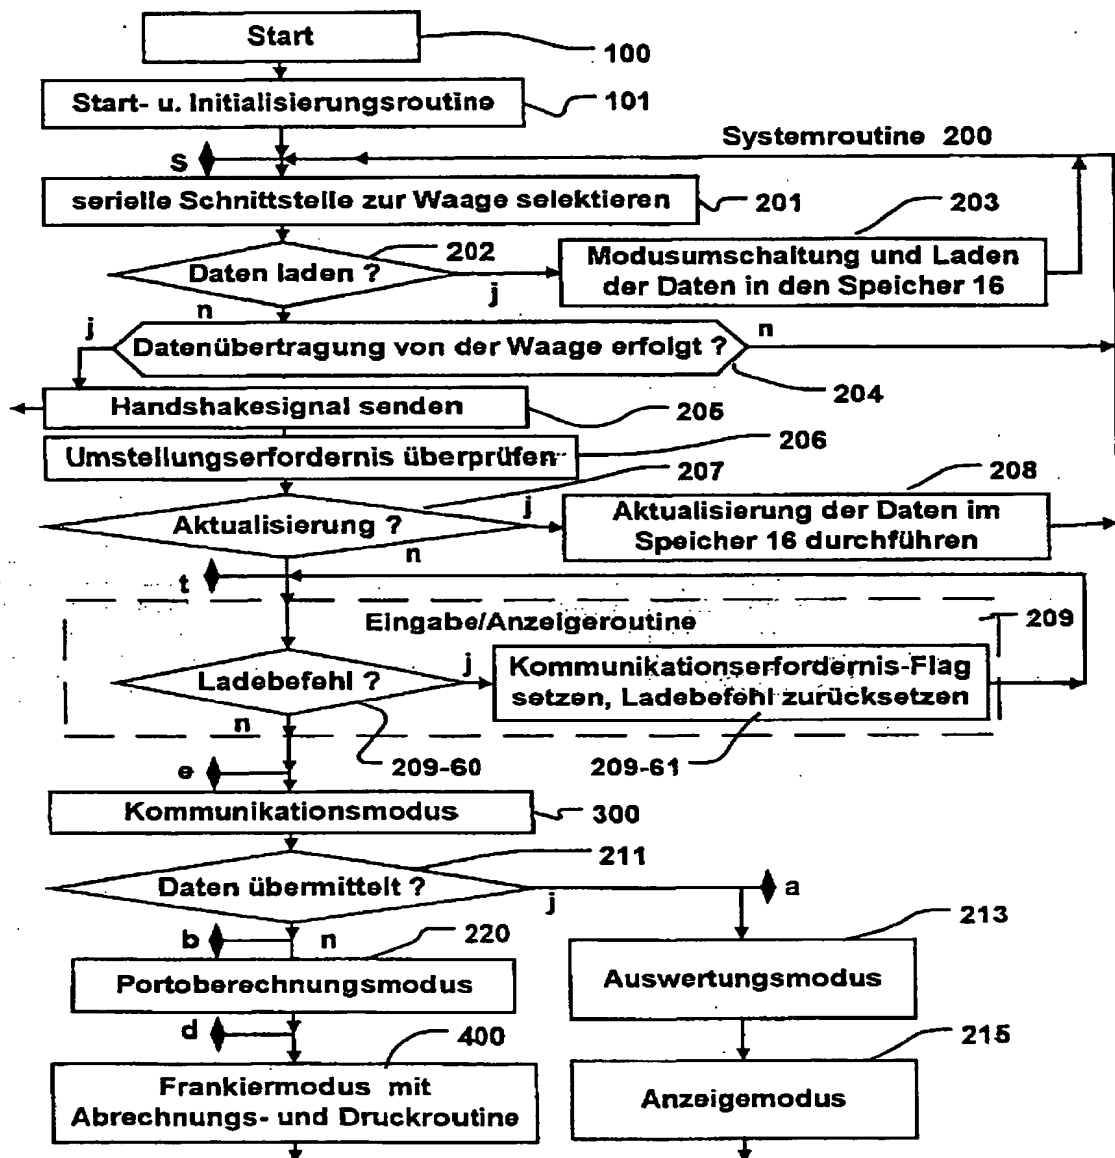 Start
100
Start- u. Initialisierungsroutine
101
Systemroutine 200
S
serielle Schnittstelle zur Waage selektieren
201
203
202
Daten laden ?
j
Modusumschaltung und Laden
der Daten in den Speicher 16
n
j
Datenübertragung von der Waage erfolgt ?
n
204
Handshakesignal senden
205
206
Umstellungserfordernis überprüfen
207
208
Aktualisierung ?
j
Aktualisierung der Daten im
Speicher 16 durchführen
n
t
209
Eingabe/Anzeigeroutine
Ladebefehl ?
j
Kommunikationserfordernis-Flag
setzen, Ladebefehl zurücksetzen
n
209-60
209-61
e
Kommunikationsmodus
300
211
Daten übermittelt ?
j
a
b
n
220
213
Portoberechnungsmodus
Auswertungsmodus
d
400
215
Frankiermodus mit
Abrechnungs- und Druckroutine
Anzeigemodus